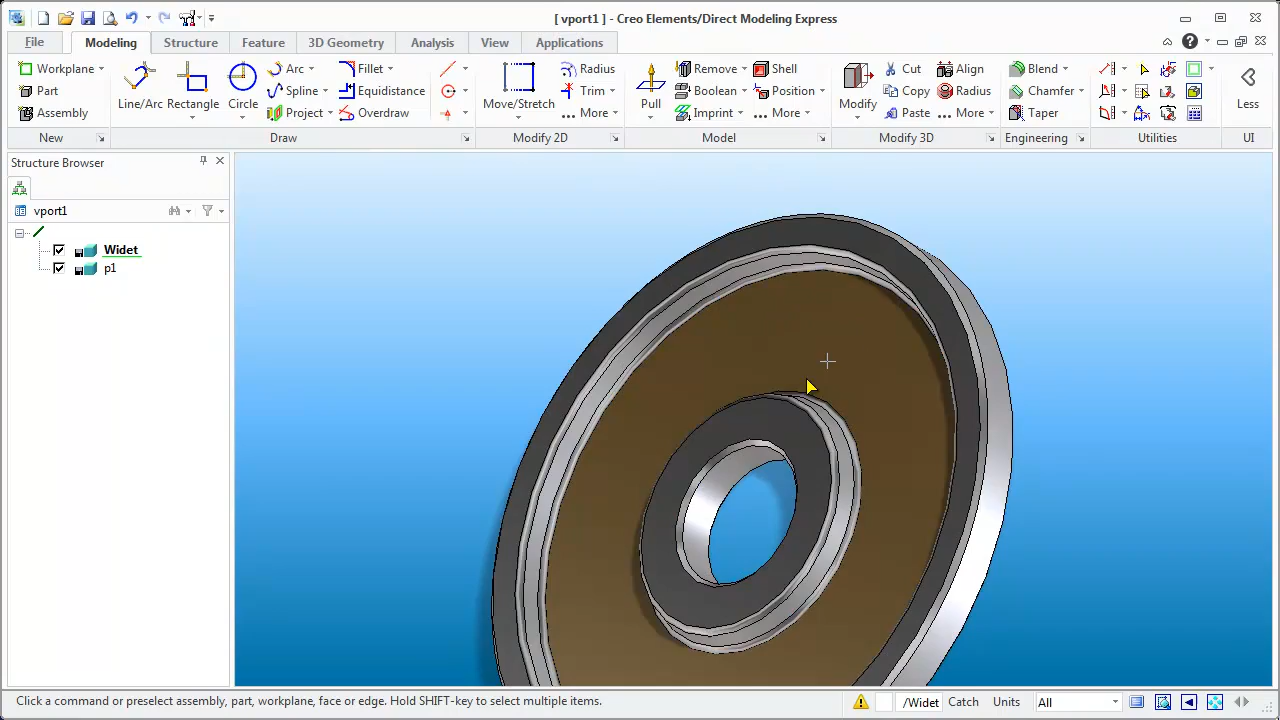 [ vport1 ] - Creo Elements/Direct Modeling Express
File Modeling Structure Feature 3D Geometry Analysis View Applications
Workplane Line/Arc Rectangle Circle Arc Fillet Move/Stretch Radius Pull Remove Shell Modify Cut Align Blend Less
Part Spline Equidistance Trim Boolean Position Copy Radius Chamfer
Assembly Project Overdraw ... More Imprint ... More Paste ... More Taper
New Draw Modify 2D Model Modify 3D Engineering Utilities UI
Structure Browser
vport1
Widet
p1
Click a command or preselect assembly, part, workplane, face or edge. Hold SHIFT-key to select multiple items. /Widet Catch Units All